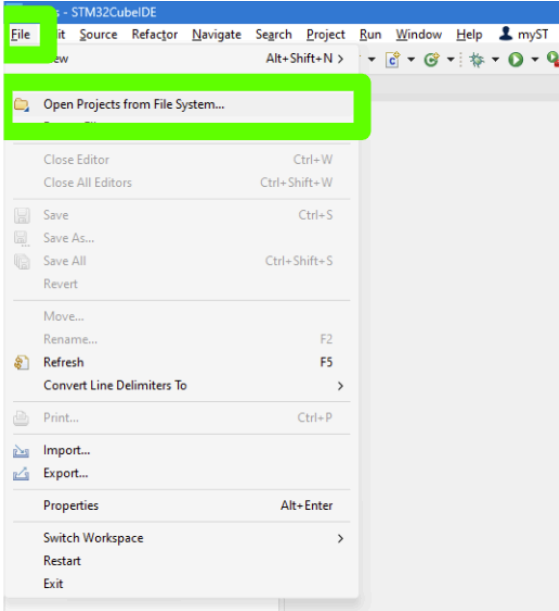 - STM32CubeIDE
File Source Refactor Navigate Search Project Run Window Help myST
Alt+Shift+N >
Open Projects from File System...
Close Editor Ctrl+W
Close All Editors Ctrl+Shift+W
Save Ctrl+S
Save As...
Save All Ctrl+Shift+S
Revert
Move...
Rename... F2
Refresh F5
Convert Line Delimiters To >
Print... Ctrl+P
Import...
Export...
Properties Alt+Enter
Switch Workspace >
Restart
Exit